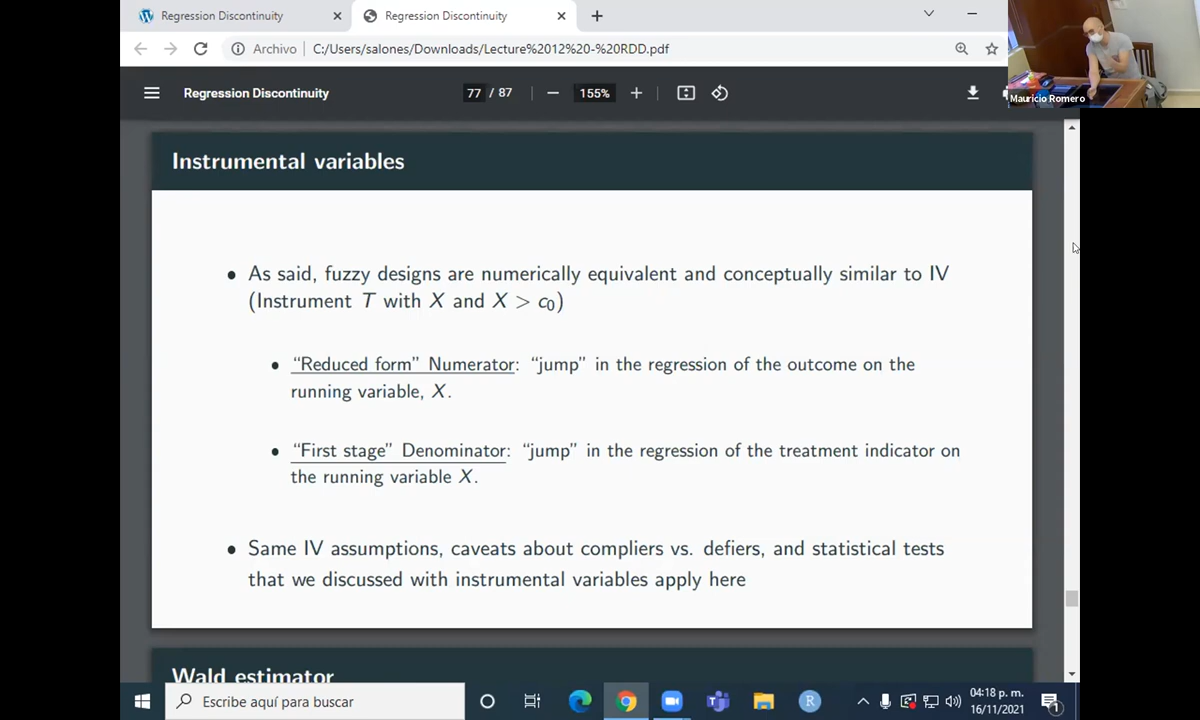 Regression Discontinuity
Regression Discontinuity
Archivo C:/Users/salones/Downloads/Lecture%2012%20-%20RDD.pdf
Mauricio Romero
Regression Discontinuity
77 / 87
155%
Instrumental variables
• As said, fuzzy designs are numerically equivalent and conceptually similar to IV
(Instrument T with X and X > c₀)
• “Reduced form” Numerator: “jump” in the regression of the outcome on the
running variable, X.
• “First stage” Denominator: “jump” in the regression of the treatment indicator on
the running variable X.
• Same IV assumptions, caveats about compliers vs. defiers, and statistical tests
that we discussed with instrumental variables apply here
Wald estimator
Escribe aquí para buscar
04:18 p. m.
16/11/2021
1